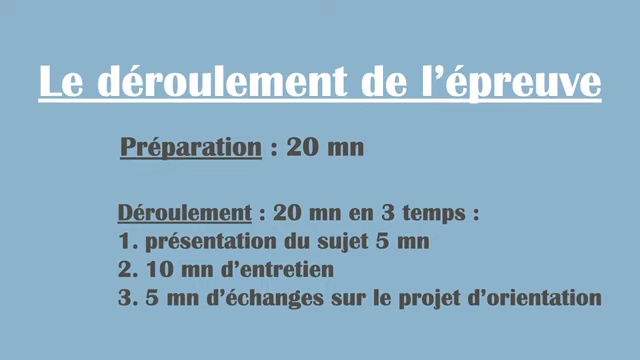 Le déroulement de l’épreuve
Préparation : 20 mn
Déroulement : 20 mn en 3 temps :
1. présentation du sujet 5 mn
2. 10 mn d’entretien
3. 5 mn d’échanges sur le projet d’orientation